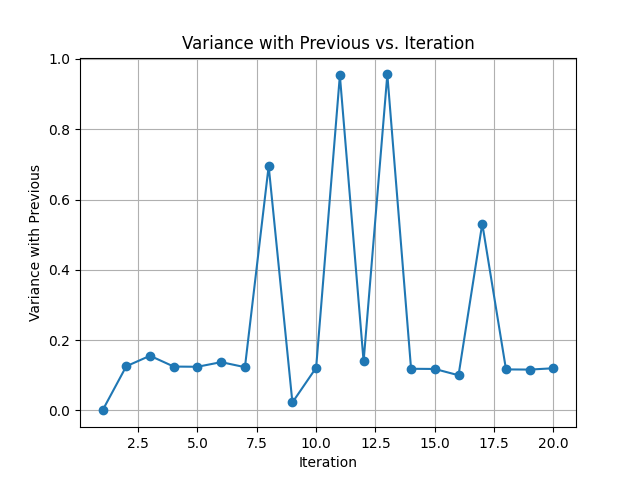 Variance with Previous vs. Iteration
Variance with Previous
1.0
0.8
0.6
0.4
0.2
0.0
2.5 5.0 7.5 10.0 12.5 15.0 17.5 20.0
Iteration